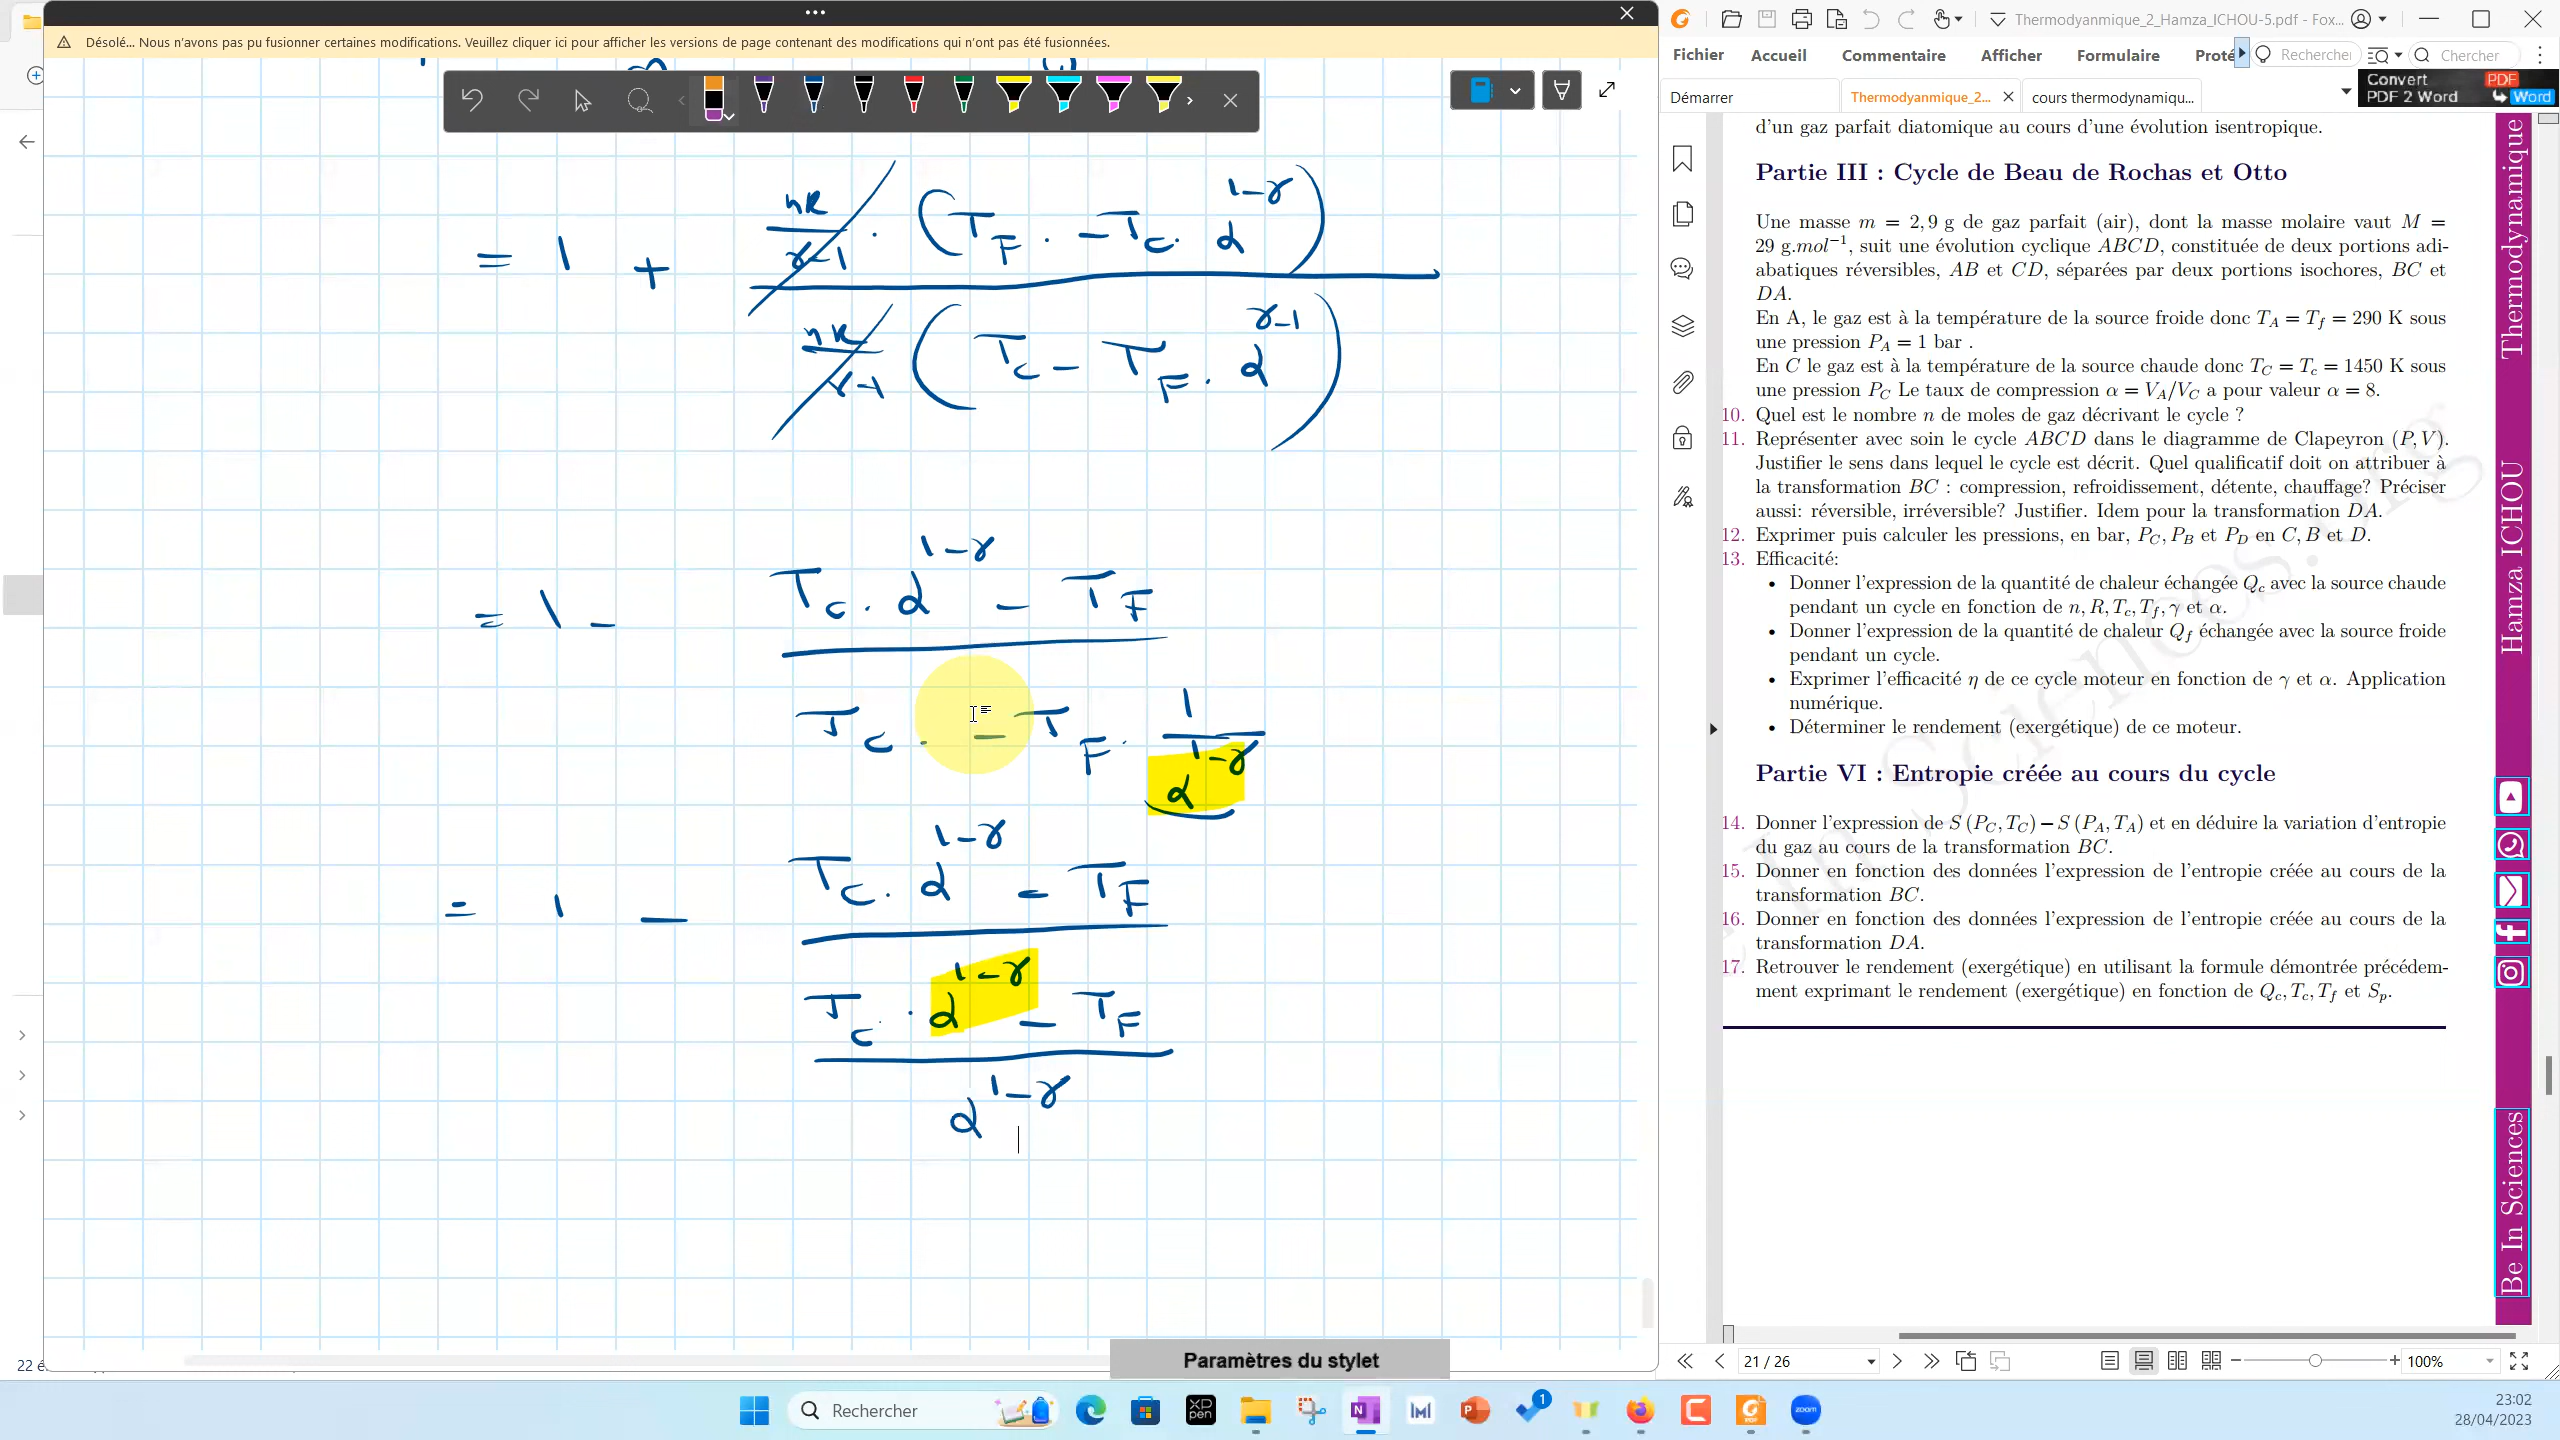 Désolé... Nous n'avons pas pu fusionner certaines modifications. Veuillez cliquer ici pour afficher les versions de page contenant des modifications qui n'ont pas été fusionnées.
= 1 + nR/γ-1 . (T_F . - T_C . α^{1-γ})
nR/γ-1 (T_C - T_F . α^{γ-1})
= 1 - T_C . α^{1-γ} - T_F
T_C . - T_F . 1/α^{1-γ}
= 1 - T_C . α^{1-γ} - T_F
T_C . α^{1-γ} - T_F
α^{1-γ}
Paramètres du stylet
Thermodyanmique_2_Hamza_ICHOU-5.pdf - Fox...
Fichier Accueil Commentaire Afficher Formulaire Proté
Rechercher Chercher
Démarrer Thermodyanmique_2... cours thermodynamiqu...
Convert PDF
PDF 2 Word Word
d'un gaz parfait diatomique au cours d'une évolution isentropique.
Partie III : Cycle de Beau de Rochas et Otto
Une masse m = 2,9 g de gaz parfait (air), dont la masse molaire vaut M =
29 g.mol⁻¹, suit une évolution cyclique ABCD, constituée de deux portions adi-
abatiques réversibles, AB et CD, séparées par deux portions isochores, BC et
DA.
En A, le gaz est à la température de la source froide donc T_A = T_f = 290 K sous
une pression P_A = 1 bar .
En C le gaz est à la température de la source chaude donc T_C = T_c = 1450 K sous
une pression P_C Le taux de compression α = V_A/V_C a pour valeur α = 8.
10. Quel est le nombre n de moles de gaz décrivant le cycle ?
11. Représenter avec soin le cycle ABCD dans le diagramme de Clapeyron (P, V).
Justifier le sens dans lequel le cycle est décrit. Quel qualificatif doit on attribuer à
la transformation BC : compression, refroidissement, détente, chauffage? Préciser
aussi: réversible, irréversible? Justifier. Idem pour la transformation DA.
12. Exprimer puis calculer les pressions, en bar, P_C, P_B et P_D en C, B et D.
13. Efficacité:
• Donner l'expression de la quantité de chaleur échangée Q_c avec la source chaude
pendant un cycle en fonction de n, R, T_c, T_f, γ et α.
• Donner l'expression de la quantité de chaleur Q_f échangée avec la source froide
pendant un cycle.
• Exprimer l'efficacité η de ce cycle moteur en fonction de γ et α. Application
numérique.
• Déterminer le rendement (exergétique) de ce moteur.
Partie VI : Entropie créée au cours du cycle
14. Donner l'expression de S (P_C, T_C) − S (P_A, T_A) et en déduire la variation d'entropie
du gaz au cours de la transformation BC.
15. Donner en fonction des données l'expression de l'entropie créée au cours de la
transformation BC.
16. Donner en fonction des données l'expression de l'entropie créée au cours de la
transformation DA.
17. Retrouver le rendement (exergétique) en utilisant la formule démontrée précédem-
ment exprimant le rendement (exergétique) en fonction de Q_c, T_c, T_f et S_p.
Thermodynamique
Hamza ICHOU
Be In Sciences
21 / 26
100%
Rechercher
XD pen
zoom
1
23:02
28/04/2023